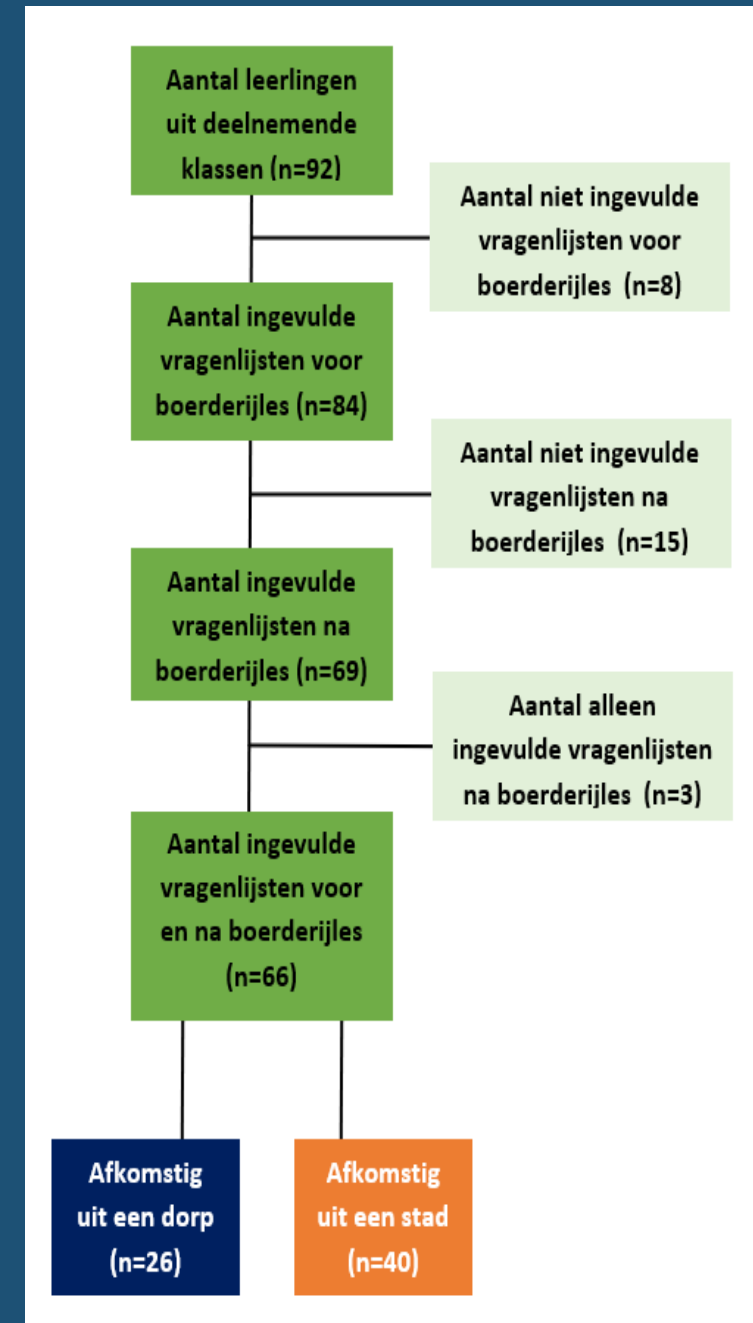 Aantal leerlingen
uit deelnemende
klassen (n=92)
Aantal niet ingevulde
vragenlijsten voor
boerderijles (n=8)
Aantal ingevulde
vragenlijsten voor
boerderijles (n=84)
Aantal niet ingevulde
vragenlijsten na
boerderijles (n=15)
Aantal ingevulde
vragenlijsten na
boerderijles (n=69)
Aantal alleen
ingevulde vragenlijsten
na boerderijles (n=3)
Aantal ingevulde
vragenlijsten voor
en na boerderijles
(n=66)
Afkomstig
uit een dorp
(n=26)
Afkomstig
uit een stad
(n=40)